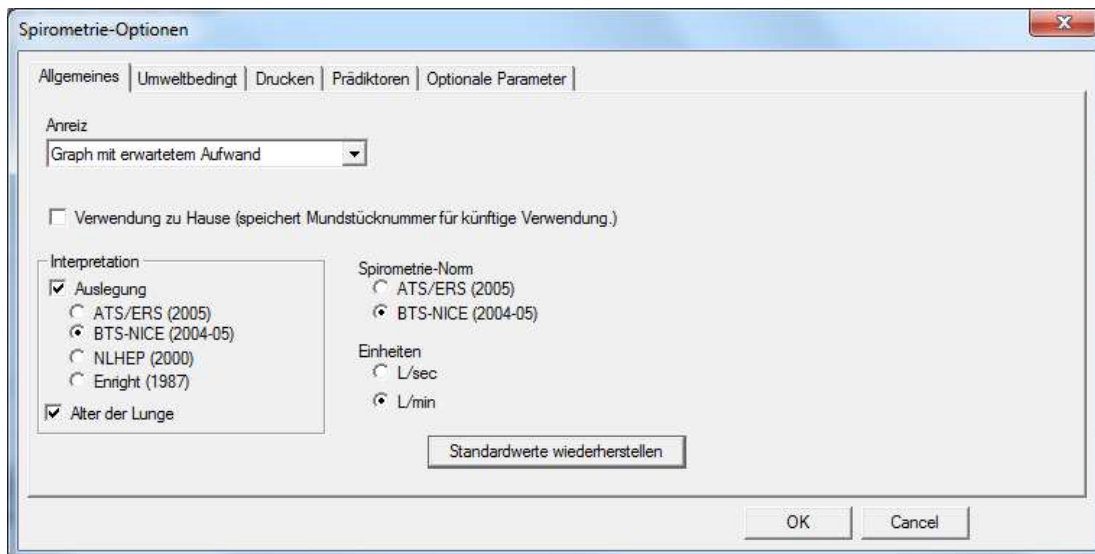 Spirometrie-Optionen
Allgemeines
Umweltbedingt
Drucken
Prädiktoren
Optionale Parameter
Anreiz
Graph mit erwartetem Aufwand
Verwendung zu Hause (speichert Mundstücknummer für künftige Verwendung.)
Interpretation
Auslegung
ATS/ERS (2005)
BTS-NICE (2004-05)
NLHEP (2000)
Enright (1987)
Alter der Lunge
Spirometrie-Norm
ATS/ERS (2005)
BTS-NICE (2004-05)
Einheiten
L/sec
L/min
Standardwerte wiederherstellen
OK
Cancel